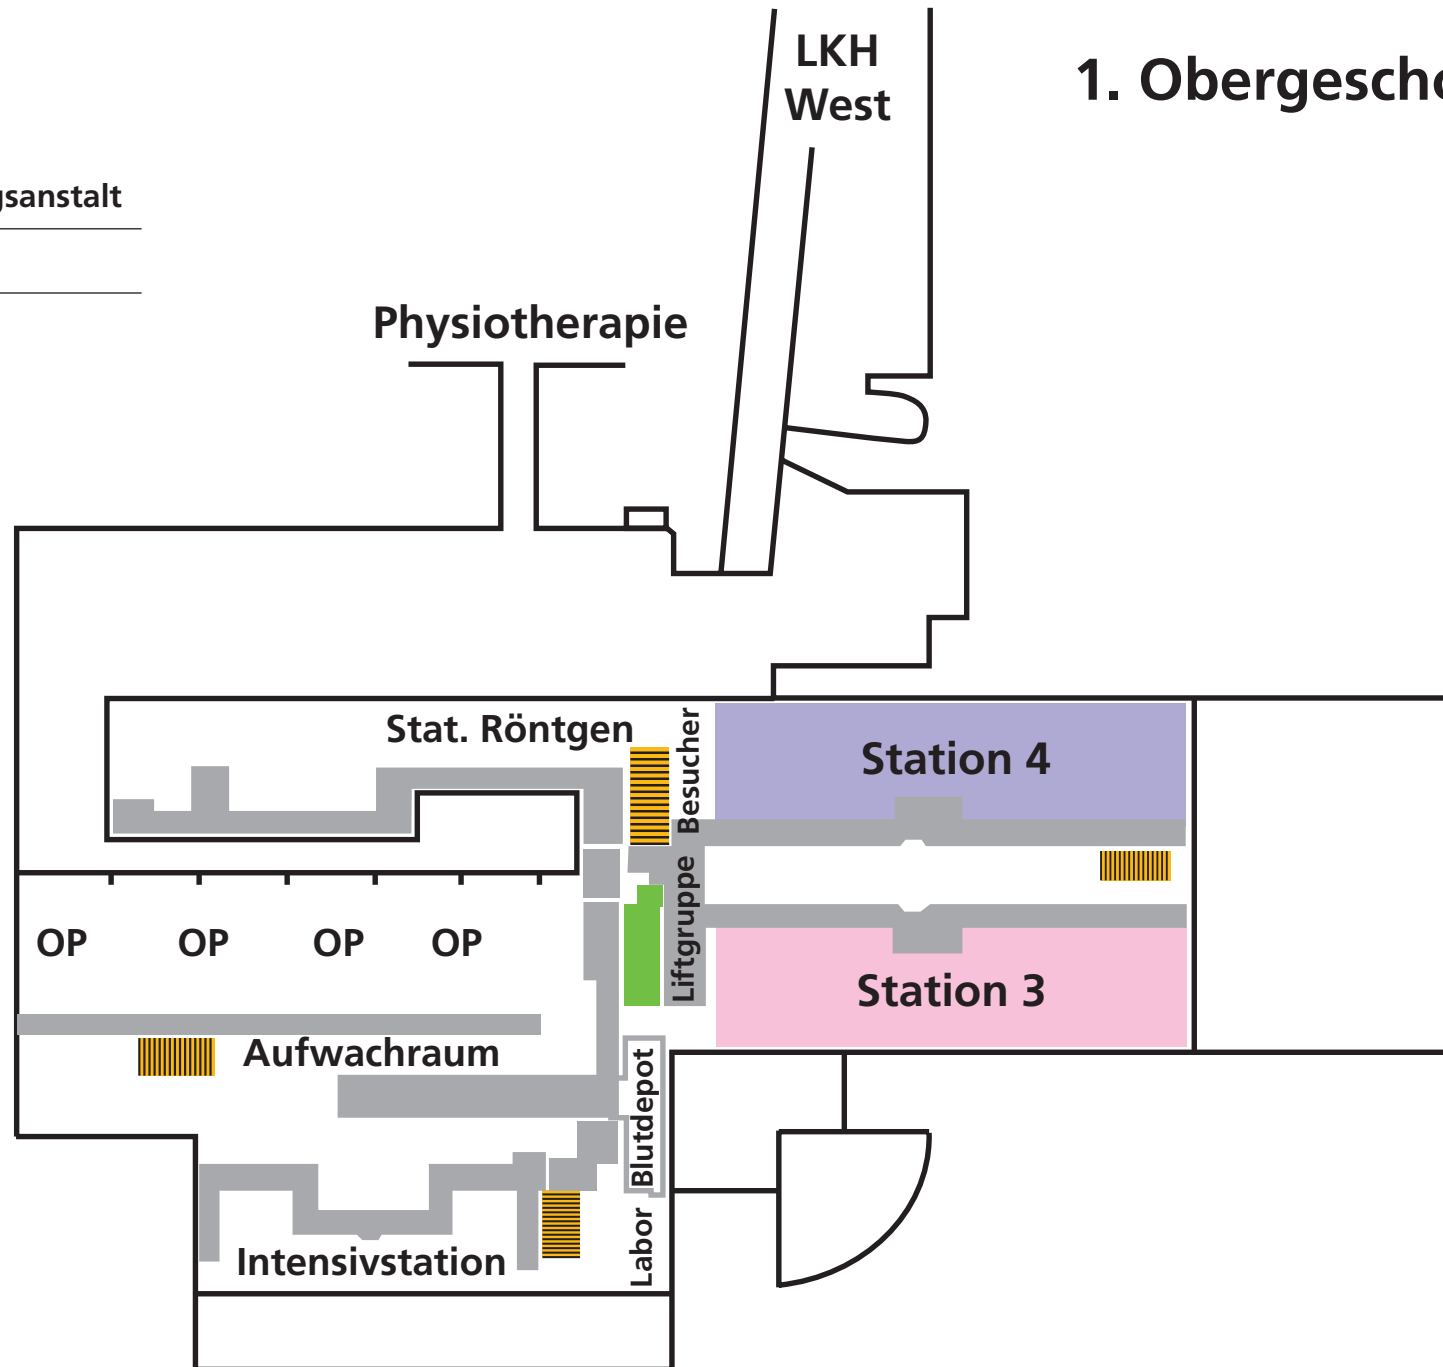 LKH
West
1. Obergescho
gsanstalt
Physiotherapie
Stat. Röntgen
Besucher
Station 4
Liftgruppe
OP OP OP OP
Station 3
Aufwachraum
Blutdepot
Labor
Intensivstation